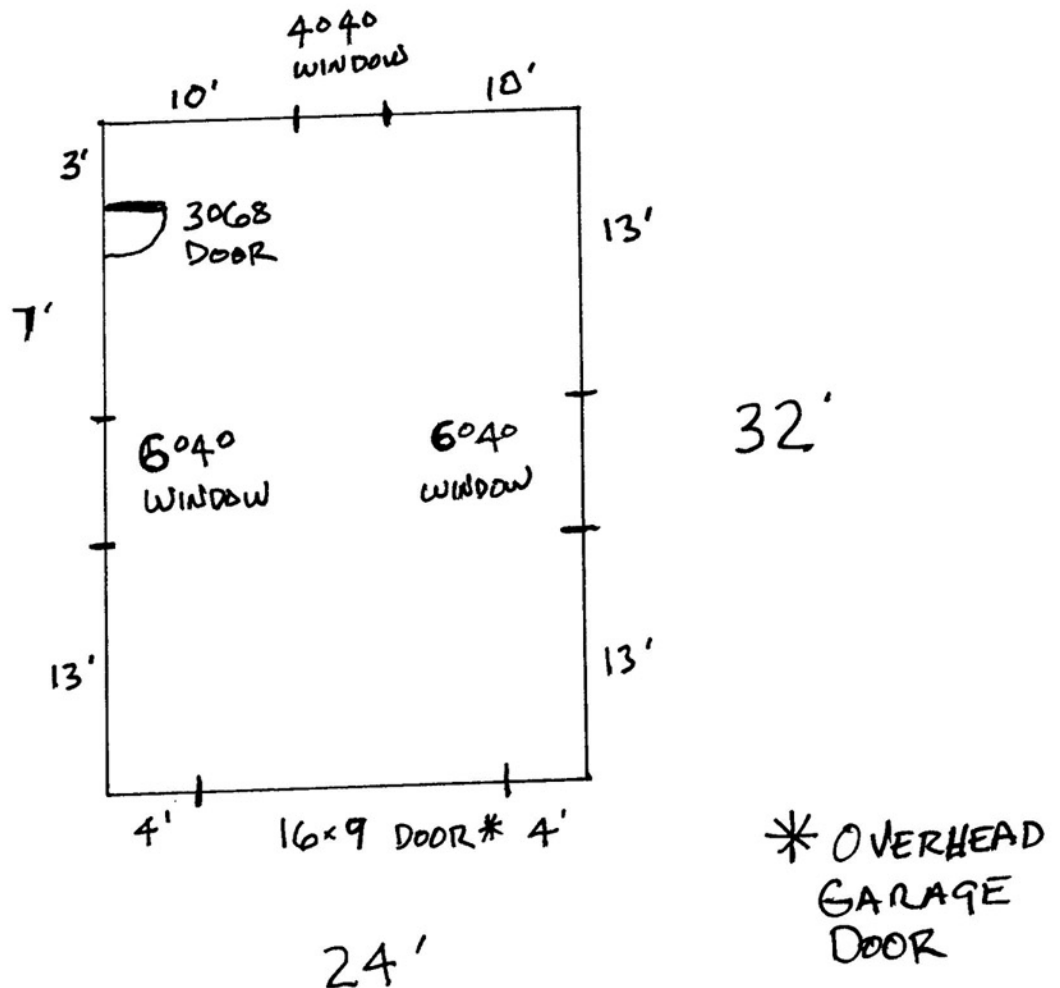 4⁰4⁰
WINDOW
10'
10'
3'
3⁰68
DOOR
13'
7'
6⁰4⁰
WINDOW
6⁰4⁰
WINDOW
32'
13'
13'
4'
16×9 DOOR*
4'
* OVERHEAD
GARAGE
DOOR
24'